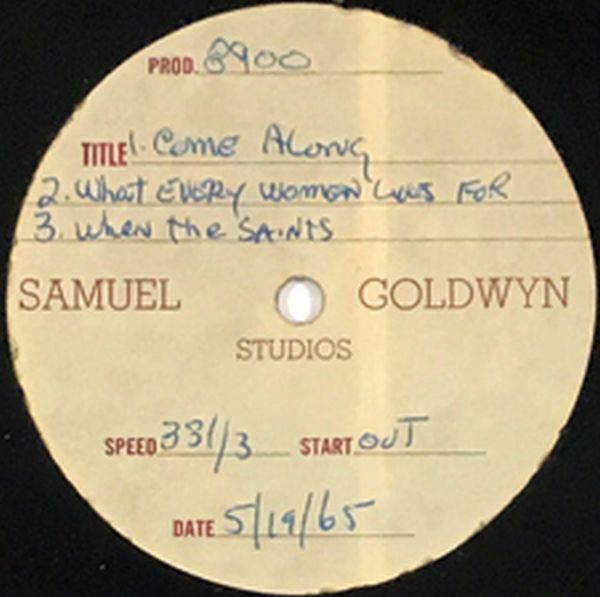 PROD. 8900
TITLE 1. Come Along
2. What EVERY WOMEN Lives FOR
3. When the SAINTS
SAMUEL GOLDWYN
STUDIOS
SPEED 33 1/3 START OUT
DATE 5/19/65